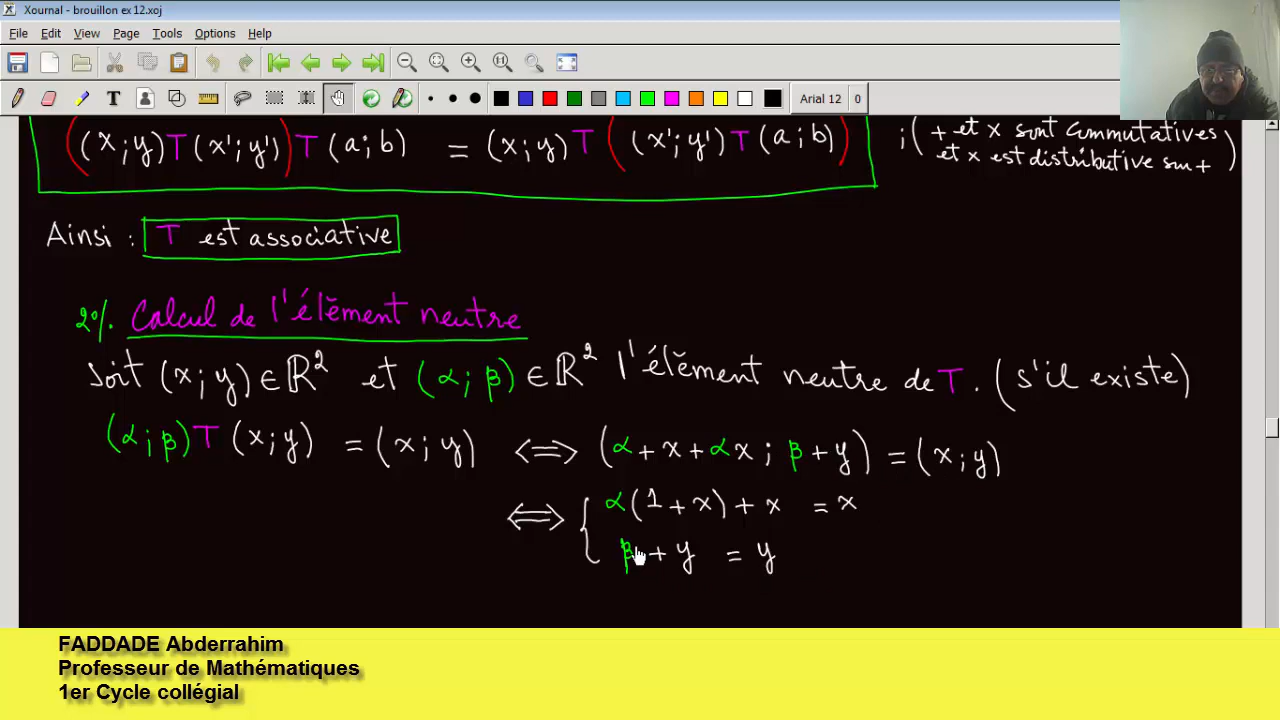 Xournal - brouillon ex 12.xoj
File Edit View Page Tools Options Help
Arial 12 0
((x;y)T(x';y'))T(a;b) = (x;y)T((x';y')T(a;b)) ;(+ et x sont commutatives
et x est distributive sur +)
Ainsi : T est associative
2°/. Calcul de l'élément neutre
Soit (x;y)∈ℝ² et (α;β)∈ℝ² l'élément neutre de T. (s'il existe)
(α;β)T(x;y) = (x;y) ⟺ (α+x+αx; β+y) = (x;y)
⟺ { α(1+x)+x = x
β+y = y
FADDADE Abderrahim
Professeur de Mathématiques
1er Cycle collégial